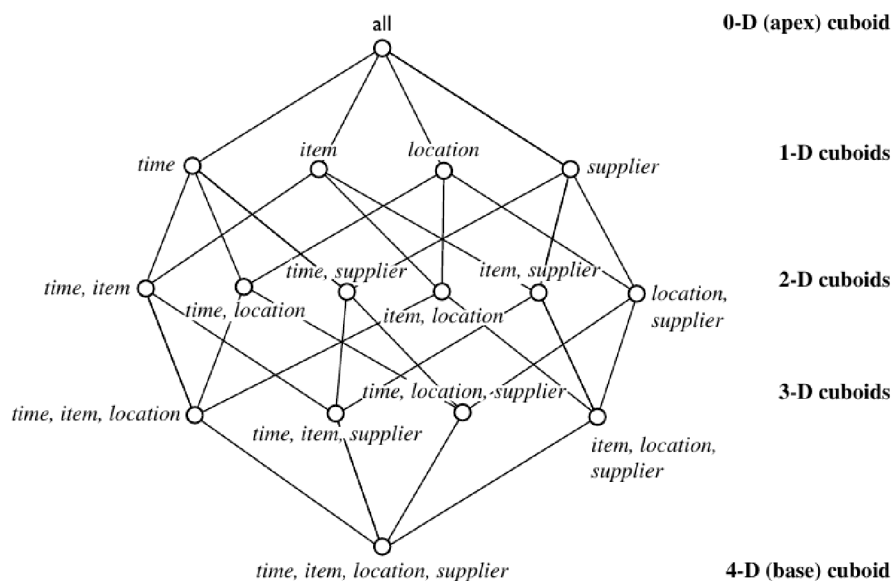 all
0-D (apex) cuboid
time
item
location
supplier
1-D cuboids
time, item
time, location
time, supplier
item, location
item, supplier
location,
supplier
2-D cuboids
time, item, location
time, item, supplier
time, location, supplier
item, location,
supplier
3-D cuboids
time, item, location, supplier
4-D (base) cuboid